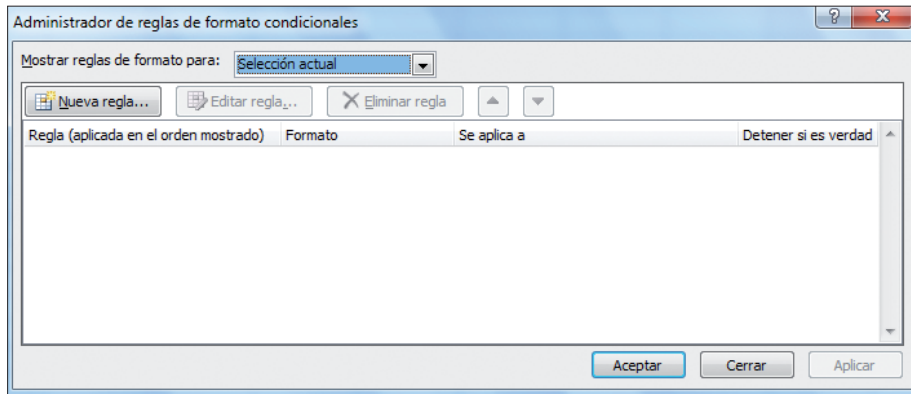 Administrador de reglas de formato condicionales
Mostrar reglas de formato para: Selección actual
Nueva regla... Editar regla... Eliminar regla
Regla (aplicada en el orden mostrado) Formato Se aplica a Detener si es verdad
Aceptar Cerrar Aplicar